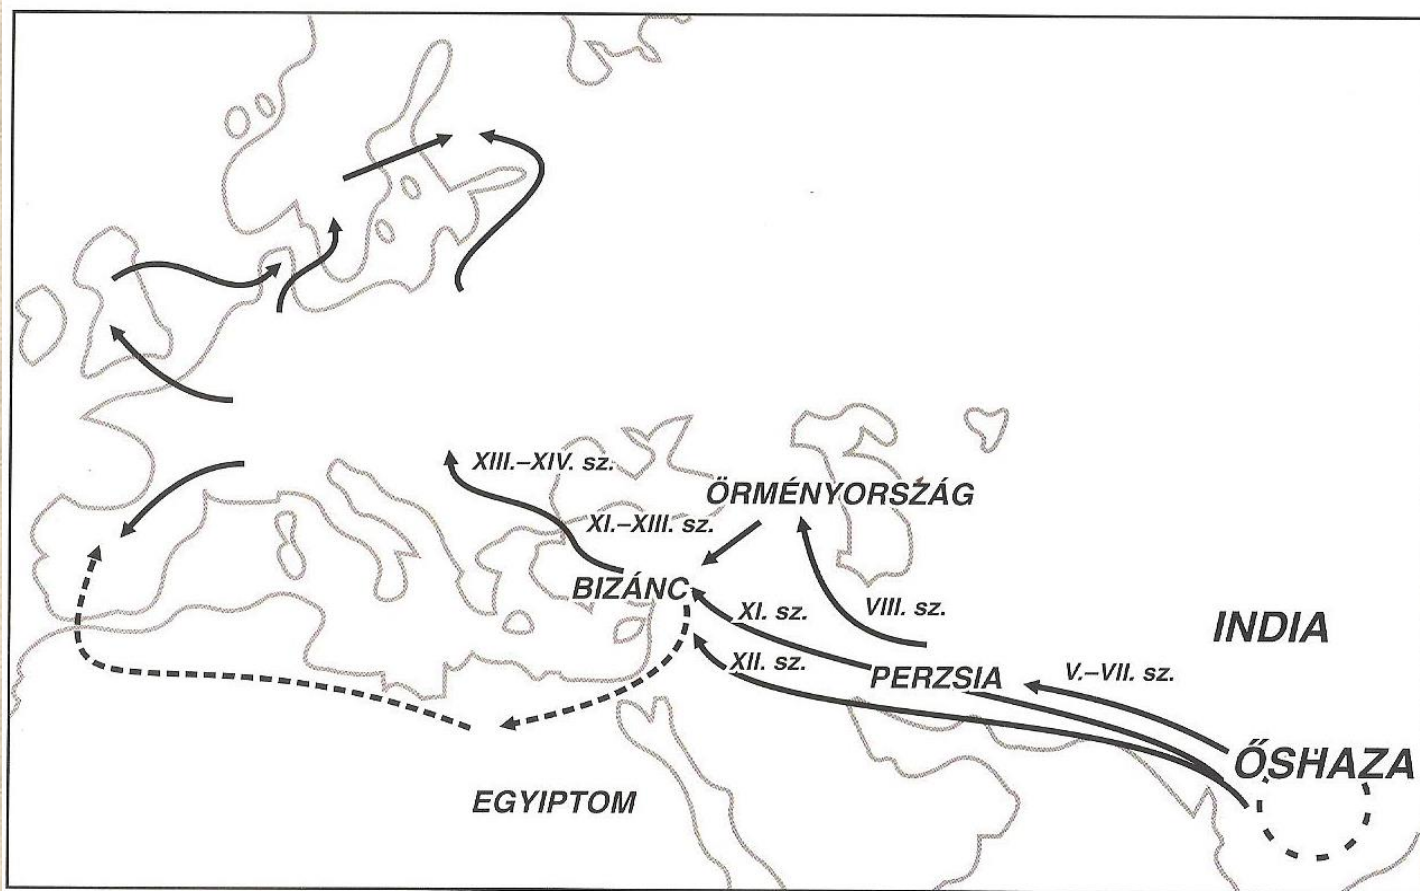 XIII.–XIV. sz.
ÖRMÉNYORSZÁG
XI.–XIII. sz.
BIZÁNC
XI. sz.
VIII. sz.
INDIA
XII. sz.
PERZSIA
V.–VII. sz.
ŐSHAZA
EGYIPTOM